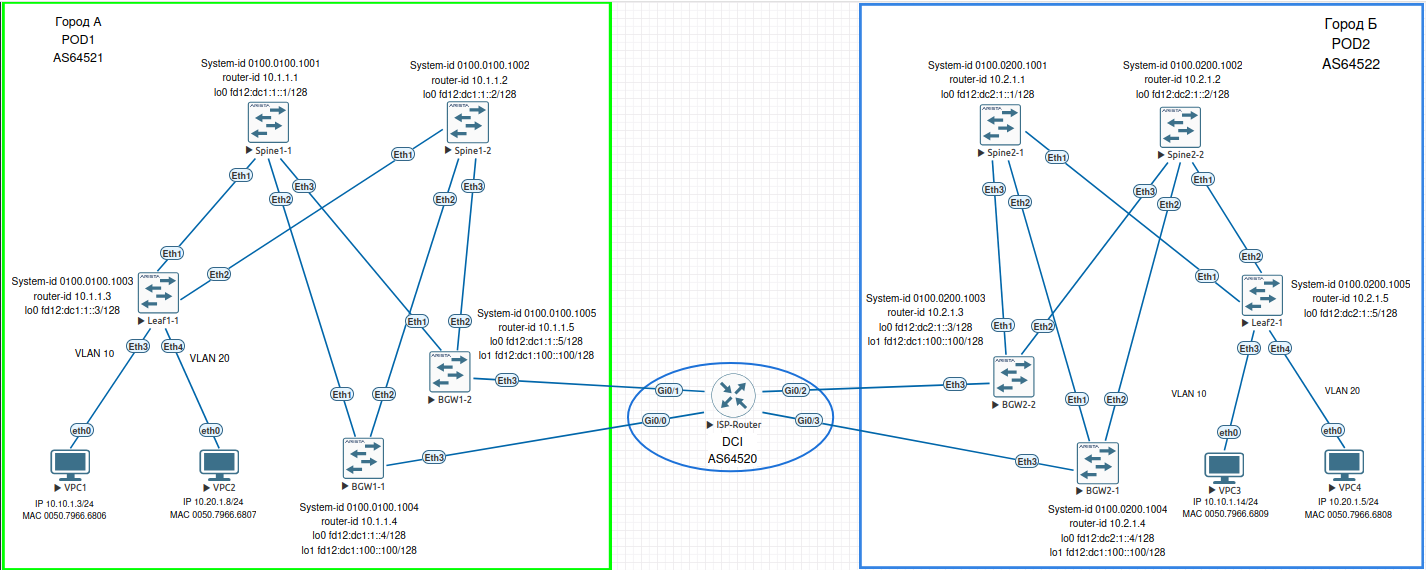 Город А
POD1
AS64521
System-id 0100.0100.1001
router-id 10.1.1.1
lo0 fd12:dc1:1::1/128
ARISTA
Spine1-1
System-id 0100.0100.1002
router-id 10.1.1.2
lo0 fd12:dc1:1::2/128
ARISTA
Spine1-2
Eth1
Eth2
Eth3
Eth1
Eth2
Eth3
Eth1
Eth2
System-id 0100.0100.1003
router-id 10.1.1.3
lo0 fd12:dc1:1::3/128
ARISTA
Leaf1-1
VLAN 10
Eth3
Eth4
VLAN 20
eth0
eth0
VPC1
IP 10.10.1.3/24
MAC 0050.7966.6806
VPC2
IP 10.20.1.8/24
MAC 0050.7966.6807
Eth1
Eth2
System-id 0100.0100.1005
router-id 10.1.1.5
lo0 fd12:dc1:1::5/128
lo1 fd12:dc1:100::100/128
ARISTA
BGW1-2
Eth3
Eth1
Eth2
ARISTA
BGW1-1
Eth3
System-id 0100.0100.1004
router-id 10.1.1.4
lo0 fd12:dc1:1::4/128
lo1 fd12:dc1:100::100/128
Gi0/1
Gi0/0
Gi0/2
Gi0/3
ISP-Router
DCI
AS64520
Город Б
POD2
AS64522
System-id 0100.0200.1001
router-id 10.2.1.1
lo0 fd12:dc2:1::1/128
ARISTA
Spine2-1
System-id 0100.0200.1002
router-id 10.2.1.2
lo0 fd12:dc2:1::2/128
ARISTA
Spine2-2
Eth1
Eth3
Eth2
Eth3
Eth2
Eth1
Eth1
Eth2
System-id 0100.0200.1005
router-id 10.2.1.5
lo0 fd12:dc2:1::5/128
ARISTA
Leaf2-1
System-id 0100.0200.1003
router-id 10.2.1.3
lo0 fd12:dc2:1::3/128
lo1 fd12:dc1:100::100/128
Eth1
Eth2
ARISTA
BGW2-2
Eth3
Eth1
Eth2
ARISTA
BGW2-1
Eth3
System-id 0100.0200.1004
router-id 10.2.1.4
lo0 fd12:dc2:1::4/128
lo1 fd12:dc1:100::100/128
Eth3
Eth4
VLAN 10
VLAN 20
eth0
eth0
VPC3
IP 10.10.1.14/24
MAC 0050.7966.6809
VPC4
IP 10.20.1.5/24
MAC 0050.7966.6808